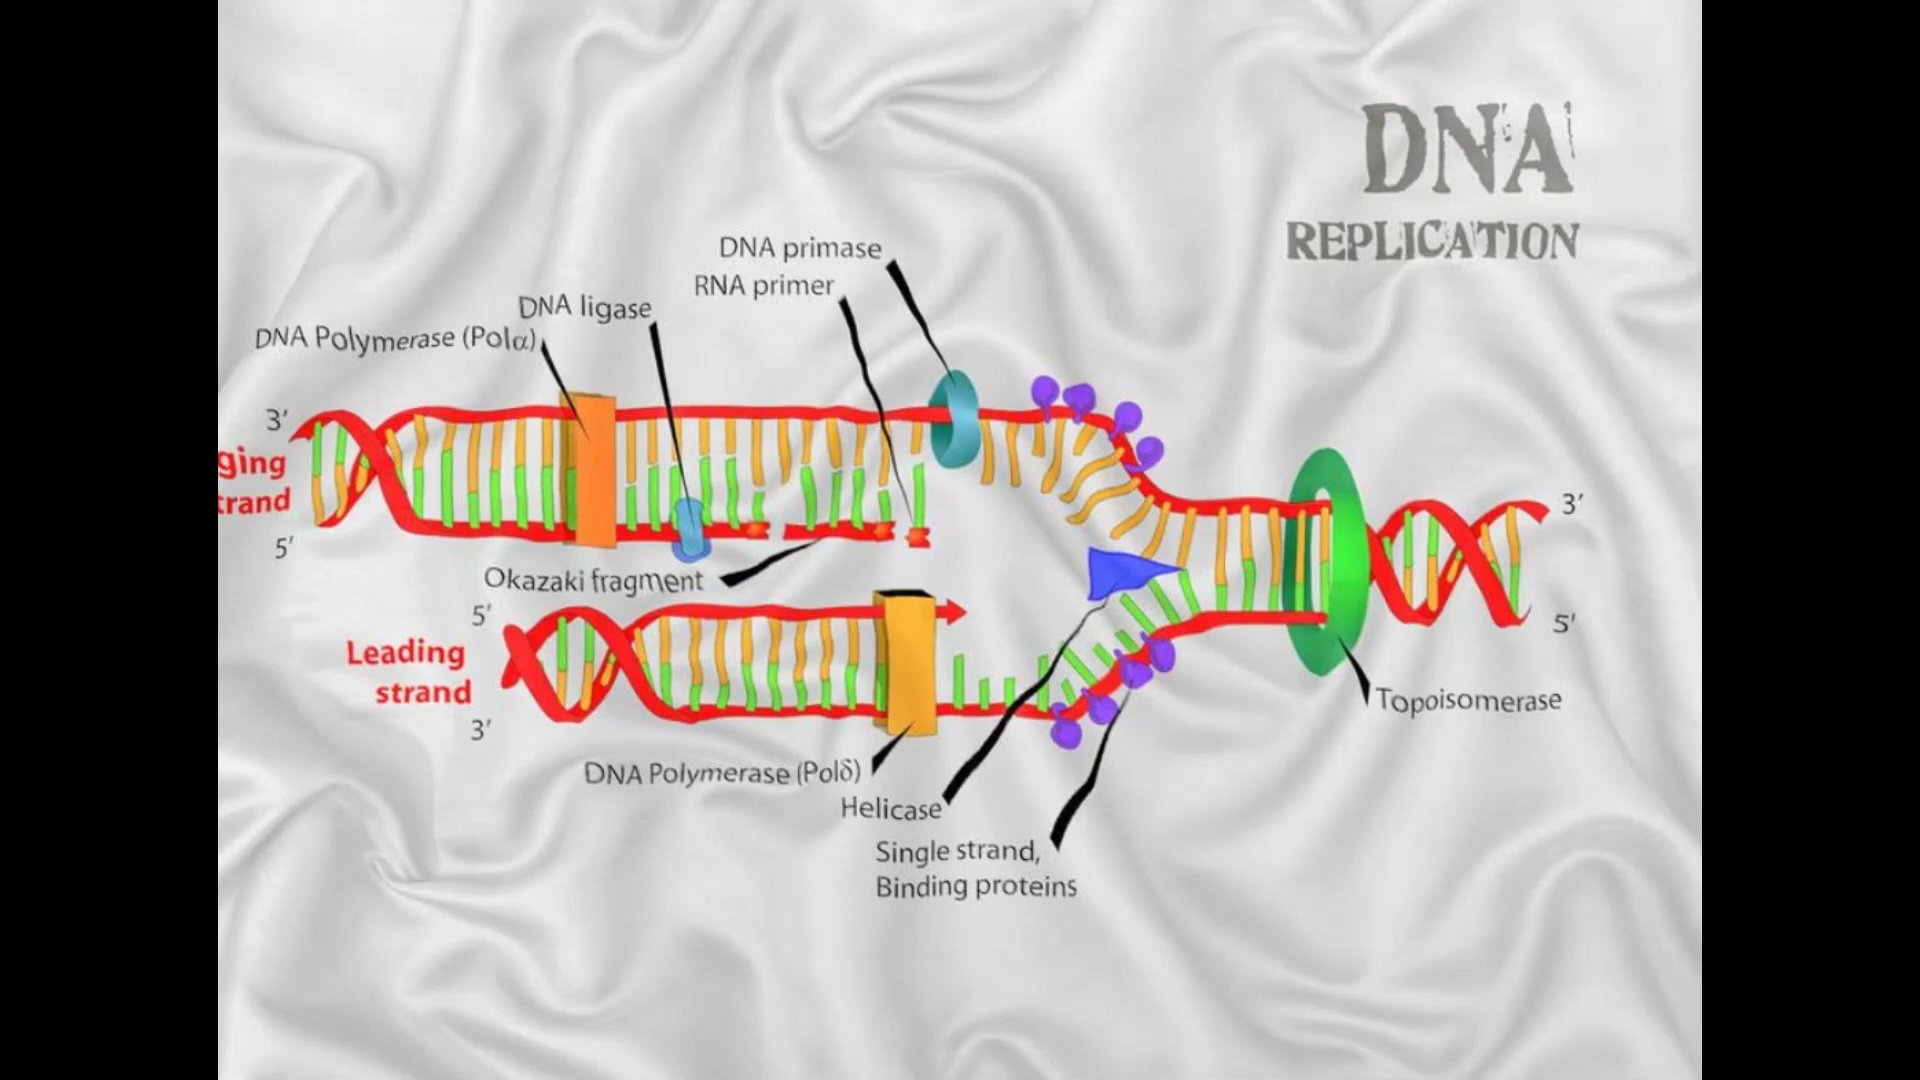 DNA
REPLICATION
DNA primase
RNA primer
DNA ligase
DNA Polymerase (Polα)
3′
ging
trand
5′
Okazaki fragment
3′
5′
5′
Leading
strand
3′
Topoisomerase
DNA Polymerase (Polδ)
Helicase
Single strand,
Binding proteins